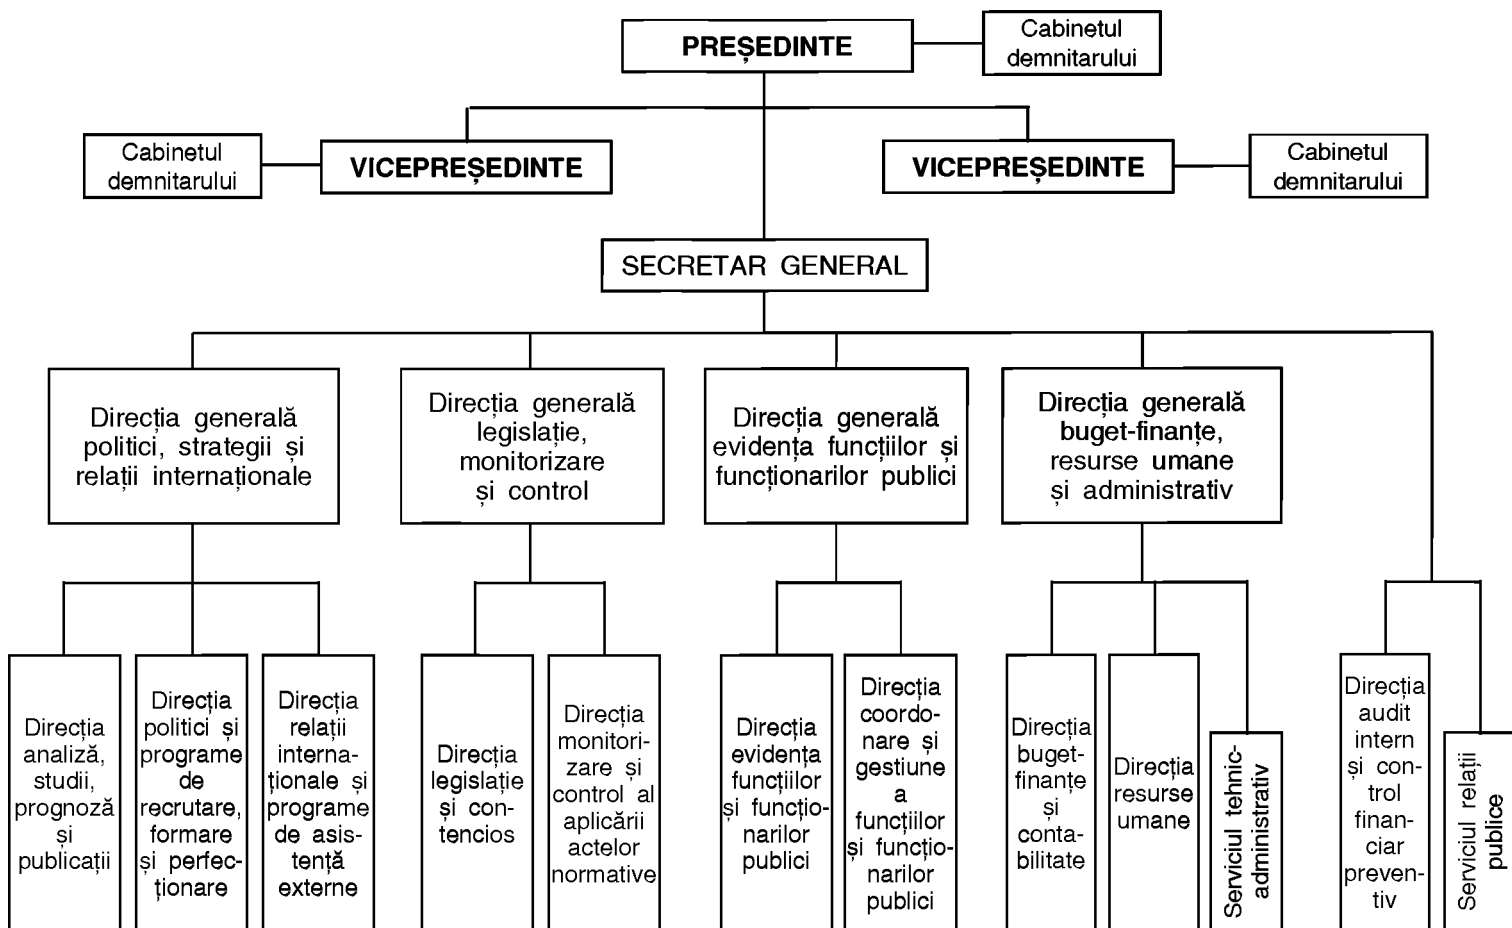 PREȘEDINTE
Cabinetul
demnitarului
Cabinetul
demnitarului
VICEPREȘEDINTE
VICEPREȘEDINTE
Cabinetul
demnitarului
SECRETAR GENERAL
Direcția generală
politici, strategii și
relații internaționale
Direcția generală
legislație,
monitorizare
și control
Direcția generală
evidența funcțiilor și
funcționarilor publici
Direcția generală
buget-finanțe,
resurse umane
și administrativ
Direcția
analiză,
studii,
prognoză
și
publicații
Direcția
politici și
programe
de
recrutare,
formare
și perfec-
ționare
Direcția
relații
interna-
ționale și
programe
de asis-
tență
externe
Direcția
legislație
și con-
tencios
Direcția
monitori-
zare și
control al
aplicării
actelor
normative
Direcția
evidența
funcțiilor
și funcțio-
narilor
publici
Direcția
coordo-
nare și
gestiune
a
funcțiilor
și funcțio-
narilor
publici
Direcția
buget-
finanțe
și
conta-
bilitate
Direcția
resurse
umane
Serviciul tehnic-
administrativ
Direcția
audit
intern
și con-
trol
finan-
ciar
preven-
tiv
Serviciul relații
publice